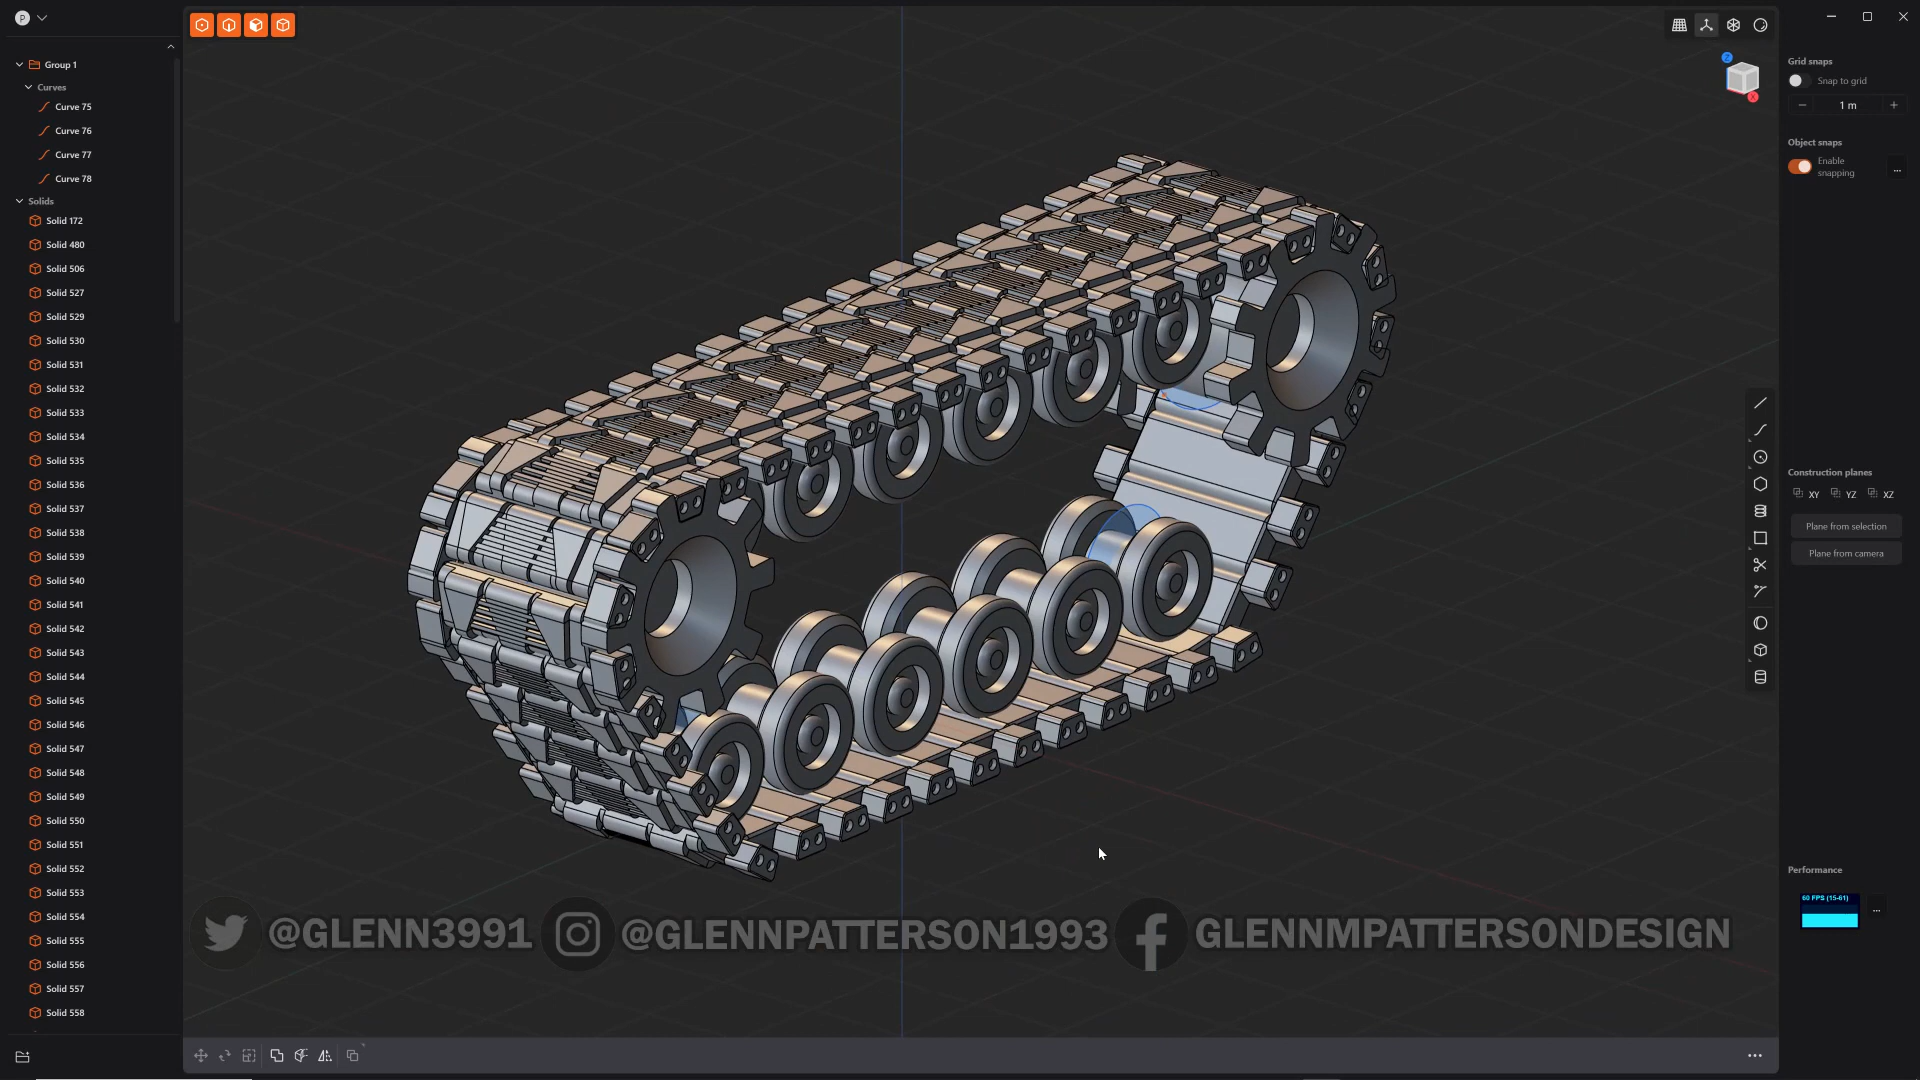 P
Group 1
Curves
Curve 75
Curve 76
Curve 77
Curve 78
Solids
Solid 172
Solid 480
Solid 506
Solid 527
Solid 529
Solid 530
Solid 531
Solid 532
Solid 533
Solid 534
Solid 535
Solid 536
Solid 537
Solid 538
Solid 539
Solid 540
Solid 541
Solid 542
Solid 543
Solid 544
Solid 545
Solid 546
Solid 547
Solid 548
Solid 549
Solid 550
Solid 551
Solid 552
Solid 553
Solid 554
Solid 555
Solid 556
Solid 557
Solid 558
Z
X
@GLENN3991 @GLENNPATTERSON1993 GLENNMPATTERSONDESIGN
Grid snaps
Snap to grid
1 m
Object snaps
Enable
snapping
Construction planes
XY YZ XZ
Plane from selection
Plane from camera
Performance
60 FPS (15-61)